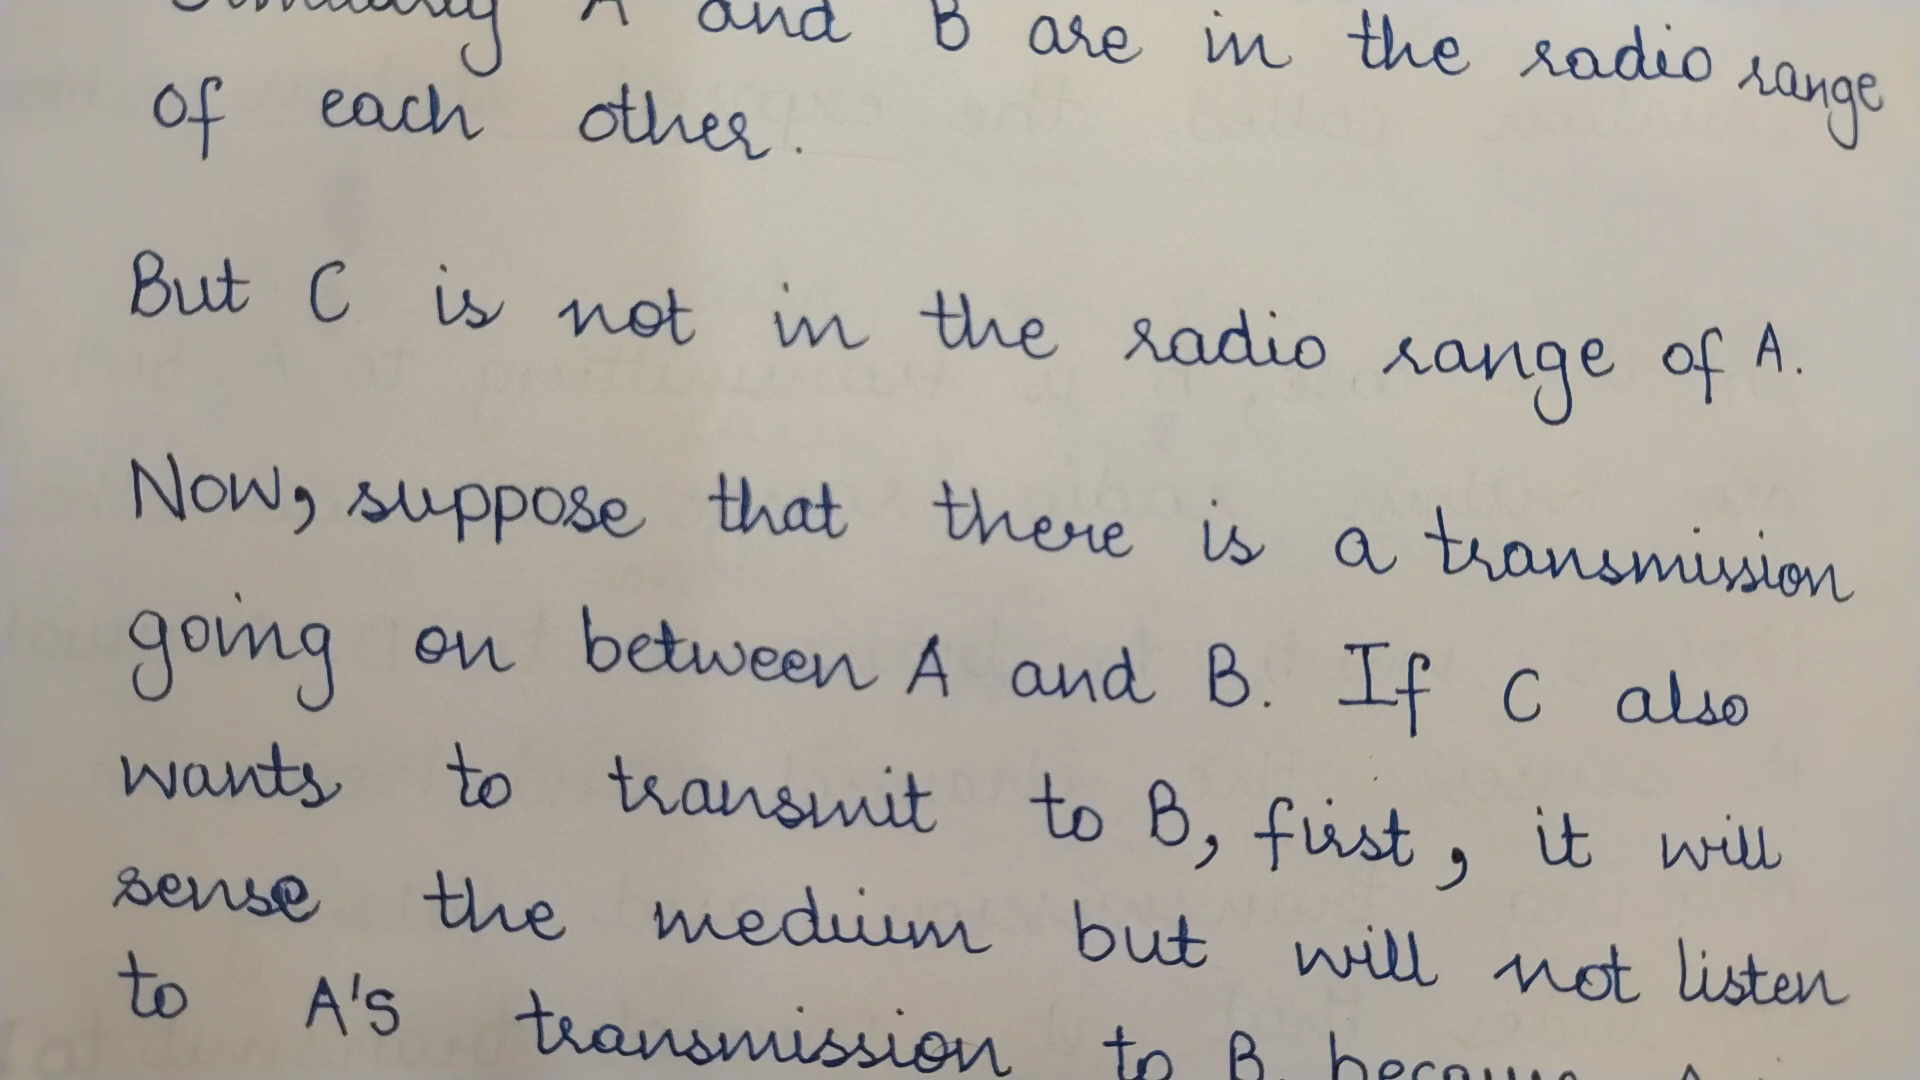 Similarly A and B are in the radio range
of each other.
But C is not in the radio range of A.
Now, suppose that there is a transmission
going on between A and B. If C also
wants to transmit to B, first, it will
sense the medium but will not listen
to A's transmission to B because